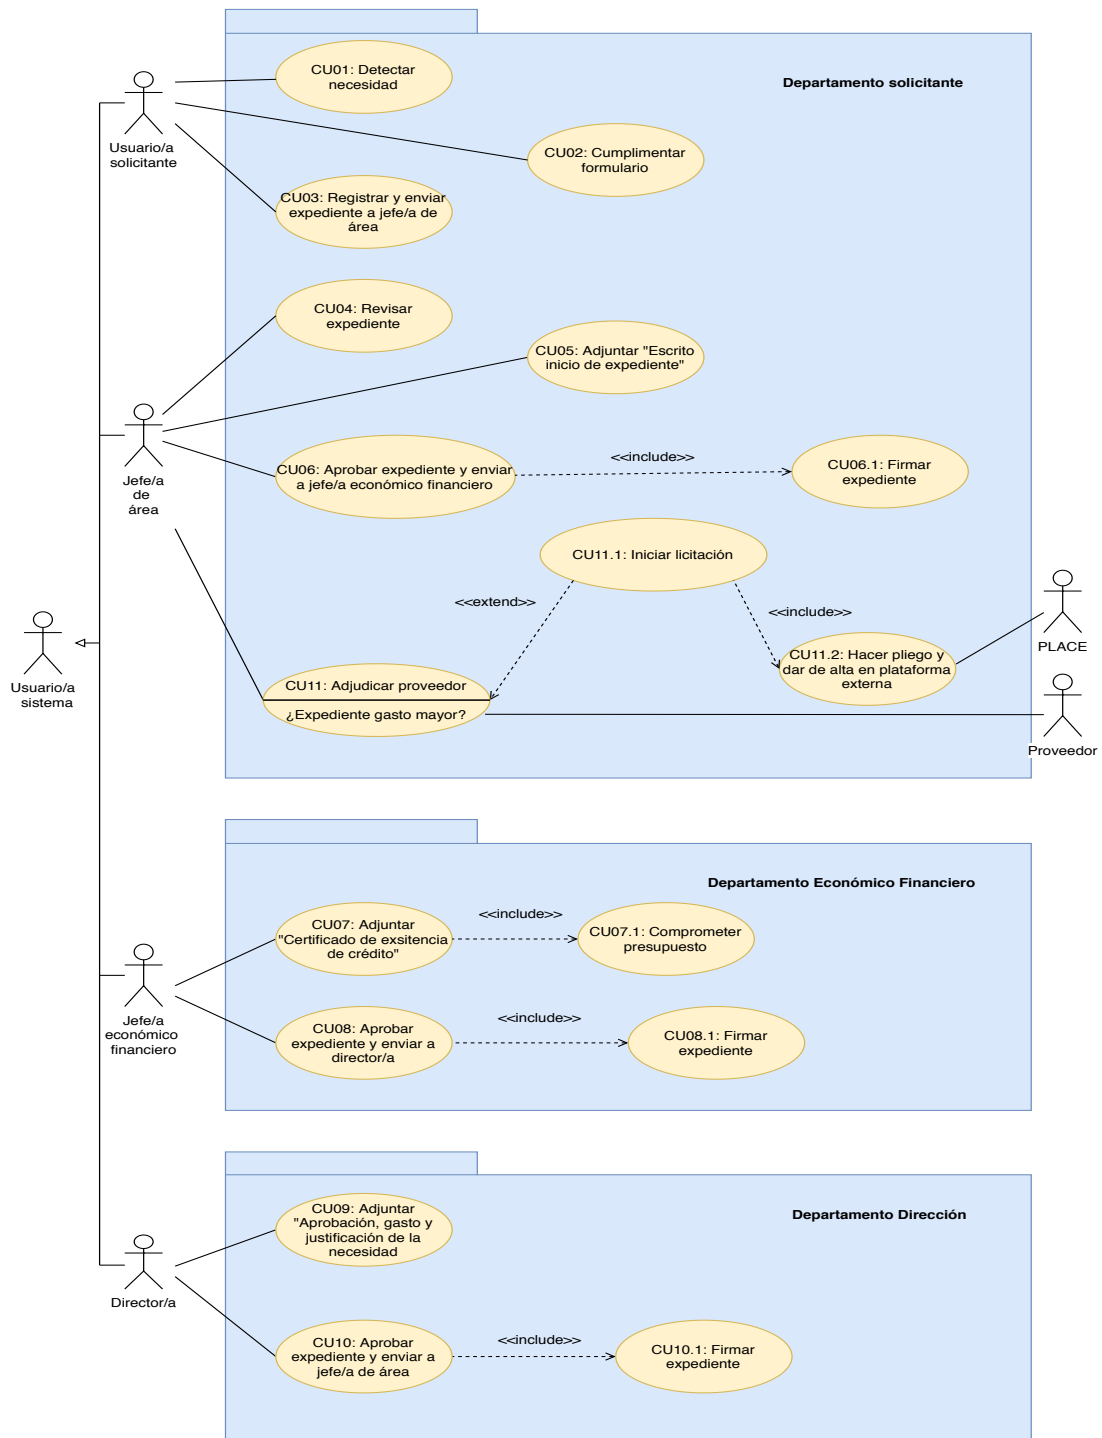 CU01: Detectar
necesidad
Departamento solicitante
Usuario/a
solicitante
CU02: Cumplimentar
formulario
CU03: Registrar y enviar
expediente a jefe/a de
área
CU04: Revisar
expediente
CU05: Adjuntar "Escrito
inicio de expediente"
Jefe/a
de
área
CU06: Aprobar expediente y enviar
a jefe/a económico financiero
<<include>>
CU06.1: Firmar
expediente
CU11.1: Iniciar licitación
<<extend>>
<<include>>
CU11.2: Hacer pliego y
dar de alta en plataforma
externa
PLACE
Usuario/a
sistema
CU11: Adjudicar proveedor
¿Expediente gasto mayor?
Proveedor
Departamento Económico Financiero
CU07: Adjuntar
"Certificado de exsitencia
de crédito"
<<include>>
CU07.1: Comprometer
presupuesto
Jefe/a
económico
financiero
CU08: Aprobar
expediente y enviar a
director/a
<<include>>
CU08.1: Firmar
expediente
Departamento Dirección
CU09: Adjuntar
"Aprobación, gasto y
justificación de la
necesidad
Director/a
CU10: Aprobar
expediente y enviar a
jefe/a de área
<<include>>
CU10.1: Firmar
expediente